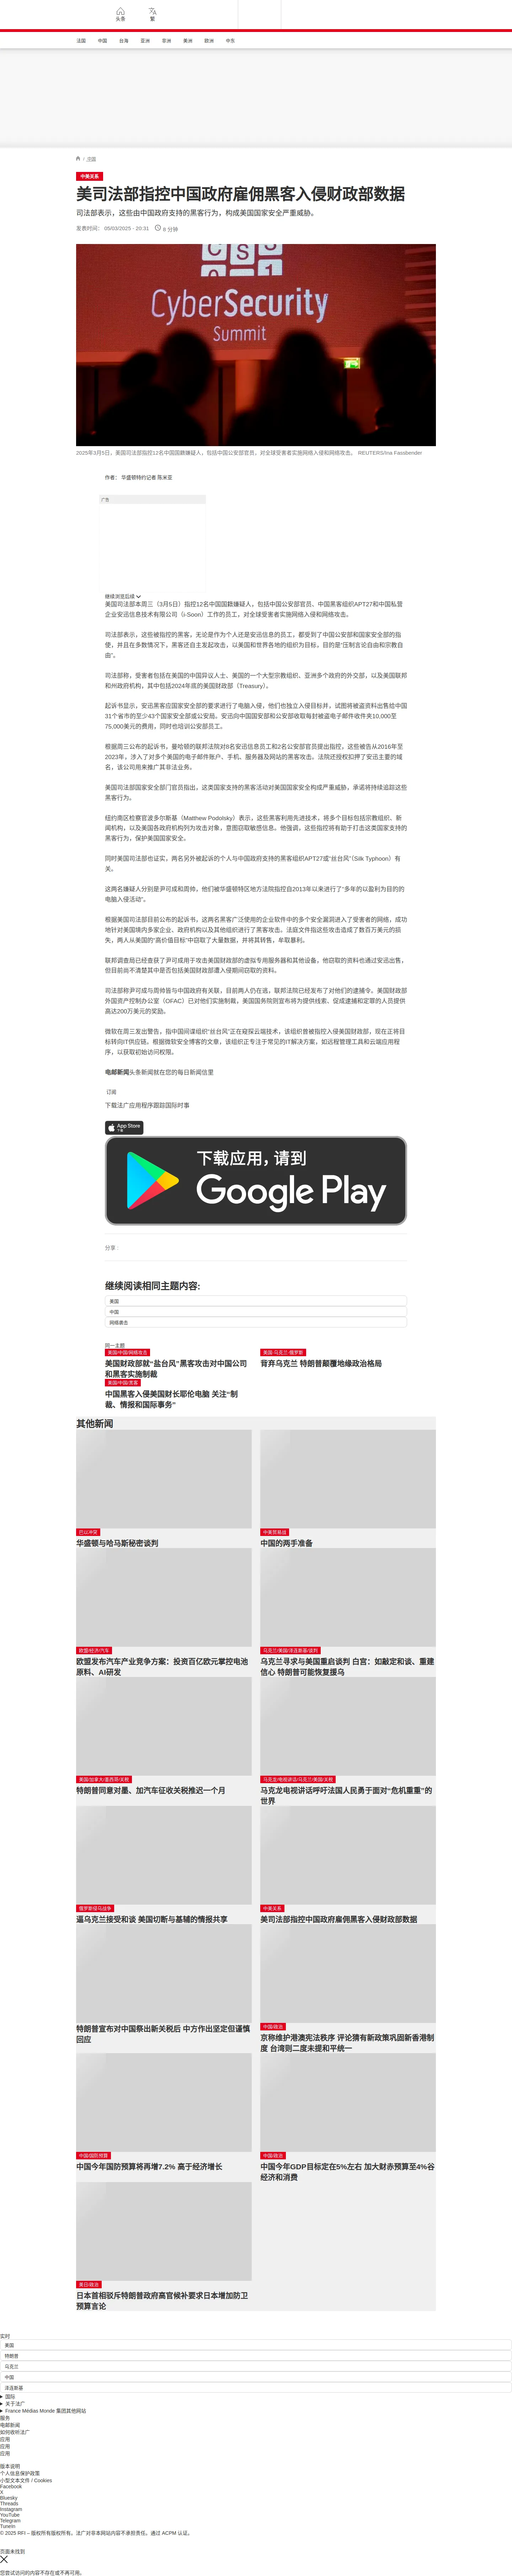 头条
繁
法国
中国
台海
亚洲
非洲
美洲
欧洲
中东
/ 中国
中美关系
美司法部指控中国政府雇佣黑客入侵财政部数据
司法部表示，这些由中国政府支持的黑客行为，构成美国国家安全严重威胁。
发表时间： 05/03/2025 - 20:31 8 分钟
CS3STHLM
CyberSecurity
Summit
2025年3月5日，美国司法部指控12名中国国籍嫌疑人，包括中国公安部官员，对全球受害者实施网络入侵和网络攻击。 REUTERS/Ina Fassbender
作者： 华盛顿特约记者 陈米亚
广告
继续浏览后续
美国司法部本周三（3月5日）指控12名中国国籍嫌疑人，包括中国公安部官员、中国黑客组织APT27和中国私营
企业安迅信息技术有限公司（i-Soon）工作的员工，对全球受害者实施网络入侵和网络攻击。
司法部表示，这些被指控的黑客，无论是作为个人还是安迅信息的员工，都受到了中国公安部和国家安全部的指
使，并且在多数情况下，黑客还自主发起攻击，以美国和世界各地的组织为目标，目的是“压制言论自由和宗教自
由”。
司法部称，受害者包括在美国的中国异议人士、美国的一个大型宗教组织、亚洲多个政府的外交部，以及美国联邦
和州政府机构，其中包括2024年底的美国财政部（Treasury）。
起诉书显示，安迅黑客应国家安全部的要求进行了电脑入侵，他们也独立入侵目标并，试图将被盗资料出售给中国
31个省市的至少43个国家安全部或公安局。安迅向中国国安部和公安部收取每封被盗电子邮件收件夹10,000至
75,000美元的费用，同时也培训公安部员工。
根据周三公布的起诉书，曼哈顿的联邦法院对8名安迅信息员工和2名公安部官员提出指控，这些被告从2016年至
2023年，涉入了对多个美国的电子邮件账户、手机、服务器及网站的黑客攻击。法院还授权扣押了安迅主要的域
名，该公司用来推广其非法业务。
美国司法部国家安全部门官员指出，这类国家支持的黑客活动对美国国家安全构成严重威胁，承诺将持续追踪这些
黑客行为。
纽约南区检察官波多尔斯基（Matthew Podolsky）表示，这些黑客利用先进技术，将多个目标包括宗教组织、新
闻机构，以及美国各政府机构列为攻击对象，意图窃取敏感信息。他强调，这些指控将有助于打击这类国家支持的
黑客行为，保护美国国家安全。
同时美国司法部也证实，两名另外被起诉的个人与中国政府支持的黑客组织APT27或“丝台风”（Silk Typhoon）有
关。
这两名嫌疑人分别是尹可成和周帅。他们被华盛顿特区地方法院指控自2013年以来进行了“多年的以盈利为目的的
电脑入侵活动”。
根据美国司法部目前公布的起诉书，这两名黑客广泛使用的企业软件中的多个安全漏洞进入了受害者的网络，成功
地针对美国境内多家企业、政府机构以及其他组织进行了黑客攻击。法庭文件指这些攻击造成了数百万美元的损
失，两人从美国的“高价值目标”中窃取了大量数据，并将其转售，牟取暴利。
联邦调查局已经查获了尹可成用于攻击美国财政部的虚拟专用服务器和其他设备，他窃取的资料也通过安迅出售，
但目前尚不清楚其中是否包括美国财政部遭入侵期间窃取的资料。
司法部称尹可成与周帅皆与中国政府有关联，目前两人仍在逃，联邦法院已经发布了对他们的逮捕令。美国财政部
外国资产控制办公室（OFAC）已对他们实施制裁，美国国务院则宣布将为提供线索、促成逮捕和定罪的人员提供
高达200万美元的奖励。
微软在周三发出警告，指中国间谍组织“丝台风”正在窥探云端技术，该组织曾被指控入侵美国财政部，现在正将目
标转向IT供应链。根据微软安全博客的文章，该组织正专注于常见的IT解决方案，如远程管理工具和云端应用程
序，以获取初始访问权限。
电邮新闻头条新闻就在您的每日新闻信里
订阅
下载法广应用程序跟踪国际时事
App Store
下载应用，请到
Google Play
分享 :
继续阅读相同主题内容:
美国
中国
网络袭击
同一主题
美国/中国/网络攻击
美国财政部就“盐台风”黑客攻击对中国公司
和黑客实施制裁
美国-乌克兰-俄罗斯
背弃乌克兰 特朗普颠覆地缘政治格局
美国/中国/黑客
中国黑客入侵美国财长耶伦电脑 关注“制
裁、情报和国际事务”
其他新闻
巴以冲突
华盛顿与哈马斯秘密谈判
中美贸易战
中国的两手准备
欧盟/经济/汽车
欧盟发布汽车产业竞争方案：投资百亿欧元掌控电池
原料、AI研发
乌克兰/美国/泽连斯基/谈判
乌克兰寻求与美国重启谈判 白宫：如敲定和谈、重建
信心 特朗普可能恢复援乌
美国/加拿大/墨西哥/关税
特朗普同意对墨、加汽车征收关税推迟一个月
马克龙/电视讲话/乌克兰/美国/关税
马克龙电视讲话呼吁法国人民勇于面对“危机重重”的
世界
俄罗斯侵乌战争
逼乌克兰接受和谈 美国切断与基辅的情报共享
中美关系
美司法部指控中国政府雇佣黑客入侵财政部数据
特朗普宣布对中国祭出新关税后 中方作出坚定但谨慎
回应
中国/政治
京称维护港澳宪法秩序 评论猜有新政策巩固新香港制
度 台湾则二度未提和平统一
中国/国防预算
中国今年国防预算将再增7.2% 高于经济增长
中国/政治
中国今年GDP目标定在5%左右 加大财赤预算至4%谷
经济和消费
美日/政治
日本首相驳斥特朗普政府高官候补要求日本增加防卫
预算言论
实时
美国
特朗普
乌克兰
中国
泽连斯基
国际
关于法广
France Médias Monde 集团其他网站
服务
电邮新闻
如何收听法广
应用
应用
应用
版本说明
个人信息保护政策
小型文本文件 / Cookies
Facebook
X
Bluesky
Threads
Instagram
YouTube
Telegram
TuneIn
© 2025 RFI – 版权所有版权所有。法广对非本网站内容不承担责任。通过 ACPM 认证。
页面未找到
您尝试访问的内容不存在或不再可用。